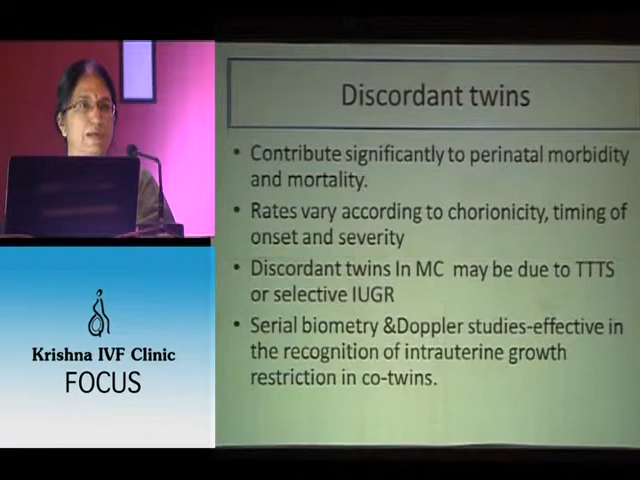 Discordant twins
• Contribute significantly to perinatal morbidity
and mortality.
• Rates vary according to chorionicity, timing of
onset and severity
• Discordant twins In MC may be due to TTTS
or selective IUGR
• Serial biometry &Doppler studies-effective in
the recognition of intrauterine growth
restriction in co-twins.
Krishna IVF Clinic
FOCUS